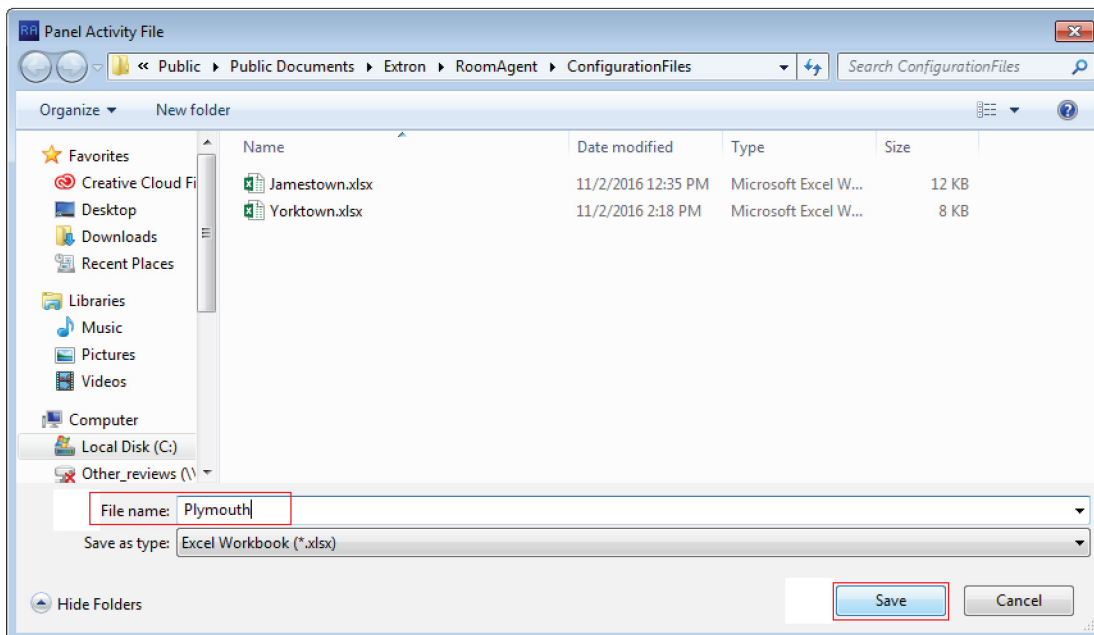 RA Panel Activity File
« Public ▸ Public Documents ▸ Extron ▸ RoomAgent ▸ ConfigurationFiles Search ConfigurationFiles
Organize New folder
Name Date modified Type Size
Favorites
Creative Cloud Fi
Desktop
Downloads
Recent Places
Libraries
Music
Pictures
Videos
Computer
Local Disk (C:)
Other_reviews (\\
Jamestown.xlsx 11/2/2016 12:35 PM Microsoft Excel W... 12 KB
Yorktown.xlsx 11/2/2016 2:18 PM Microsoft Excel W... 8 KB
File name: Plymouth
Save as type: Excel Workbook (*.xlsx)
Hide Folders Save Cancel